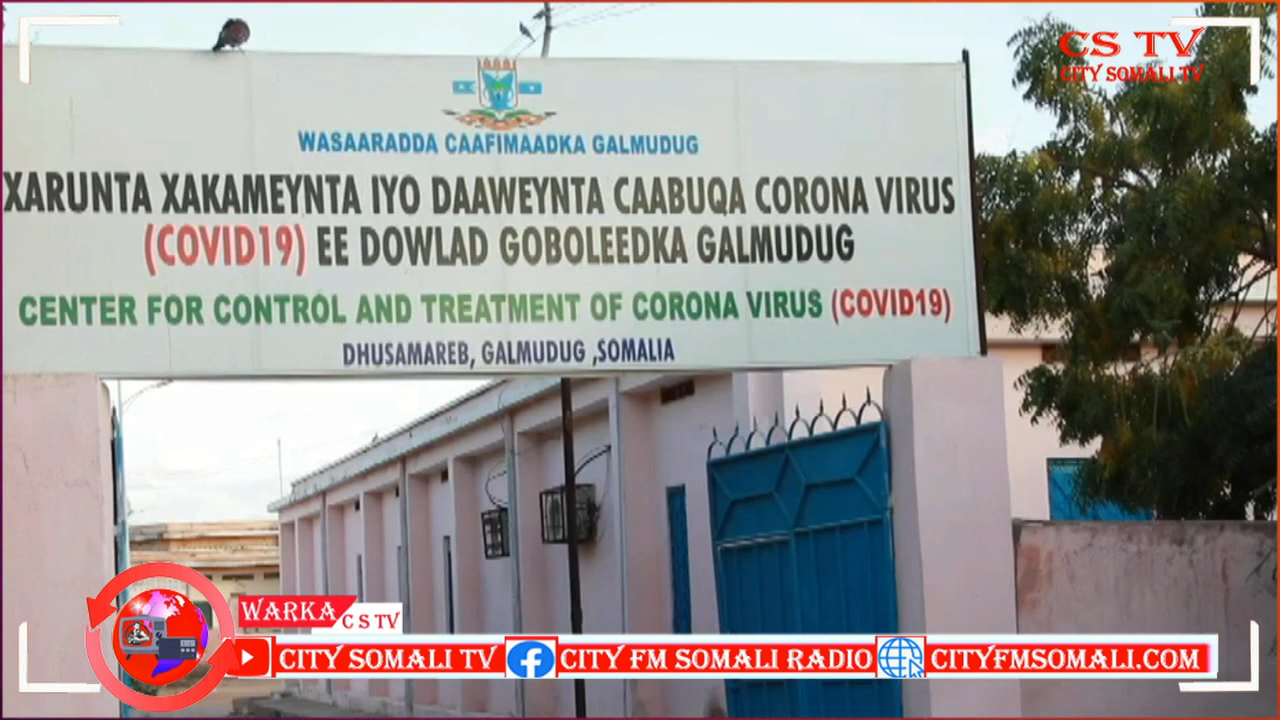 CS TV
CITY SOMALI TV
WASAARADDA CAAFIMAADKA GALMUDUG
XARUNTA XAKAMEYNTA IYO DAAWEYNTA CAABUQA CORONA VIRUS
(COVID19) EE DOWLAD GOBOLEEDKA GALMUDUG
CENTER FOR CONTROL AND TREATMENT OF CORONA VIRUS (COVID19)
DHUSAMAREB, GALMUDUG ,SOMALIA
WARKA
C S TV
CITY SOMALI TV CITY FM SOMALI RADIO CITYFMSOMALI.COM